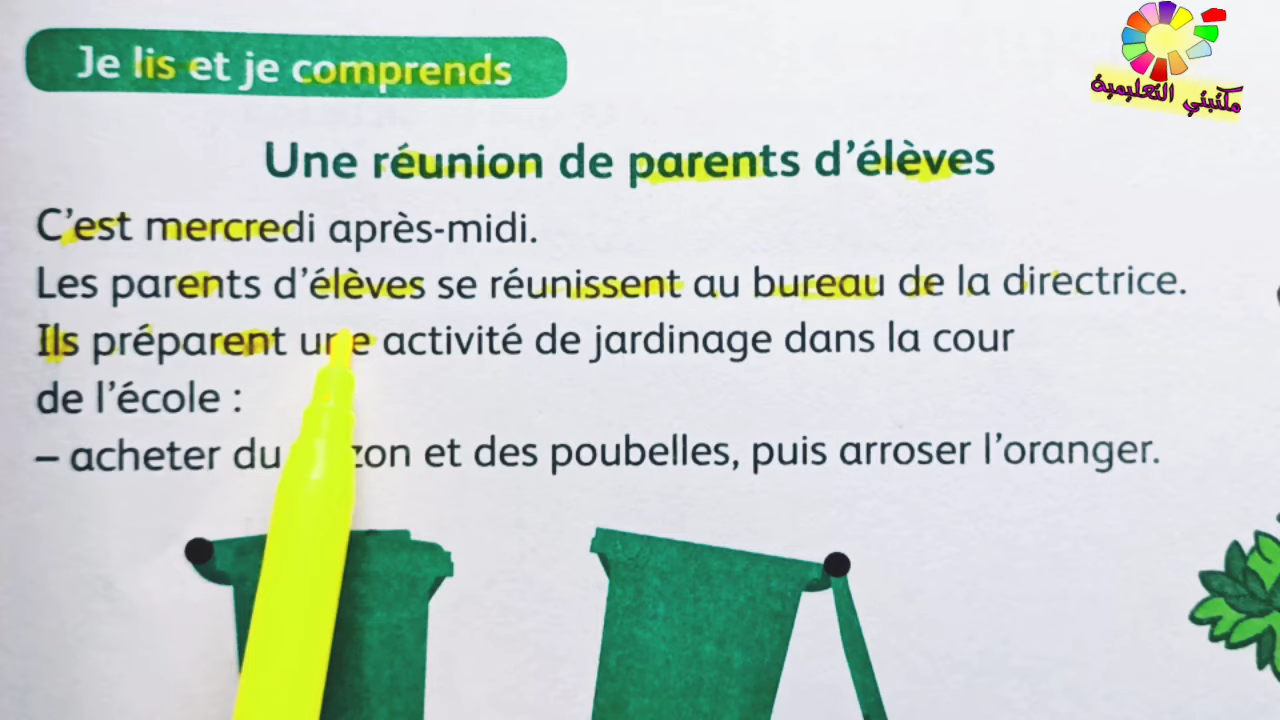 Je lis et je comprends
مكتبتي التعليمية
Une réunion de parents d'élèves
C'est mercredi après-midi.
Les parents d'élèves se réunissent au bureau de la directrice.
Ils préparent une activité de jardinage dans la cour
de l'école :
– acheter du et des poubelles, puis arroser l'oranger.